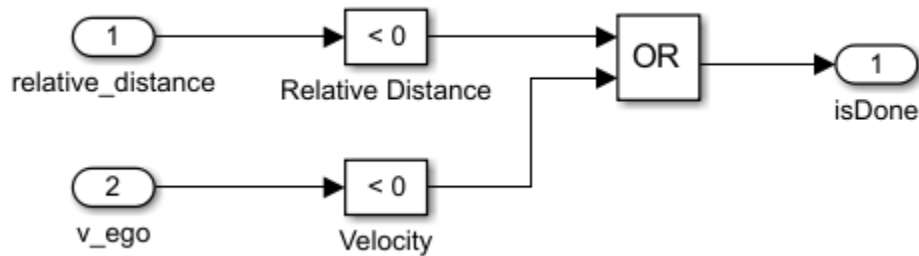 1
relative_distance
< 0
Relative Distance
OR
1
isDone
2
v_ego
< 0
Velocity